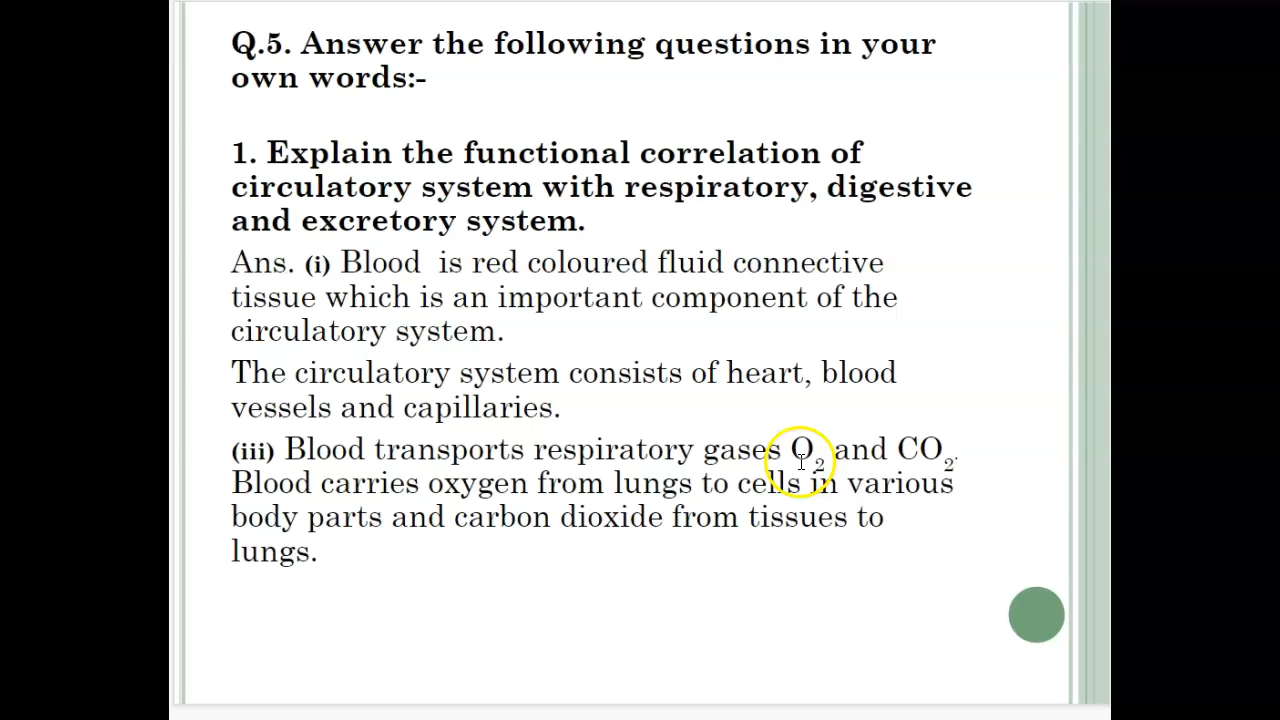 Q.5. Answer the following questions in your
own words:-
1. Explain the functional correlation of
circulatory system with respiratory, digestive
and excretory system.
Ans. (i) Blood  is red coloured fluid connective
tissue which is an important component of the
circulatory system.
The circulatory system consists of heart, blood
vessels and capillaries.
(iii) Blood transports respiratory gases O₂ and CO₂.
Blood carries oxygen from lungs to cells in various
body parts and carbon dioxide from tissues to
lungs.